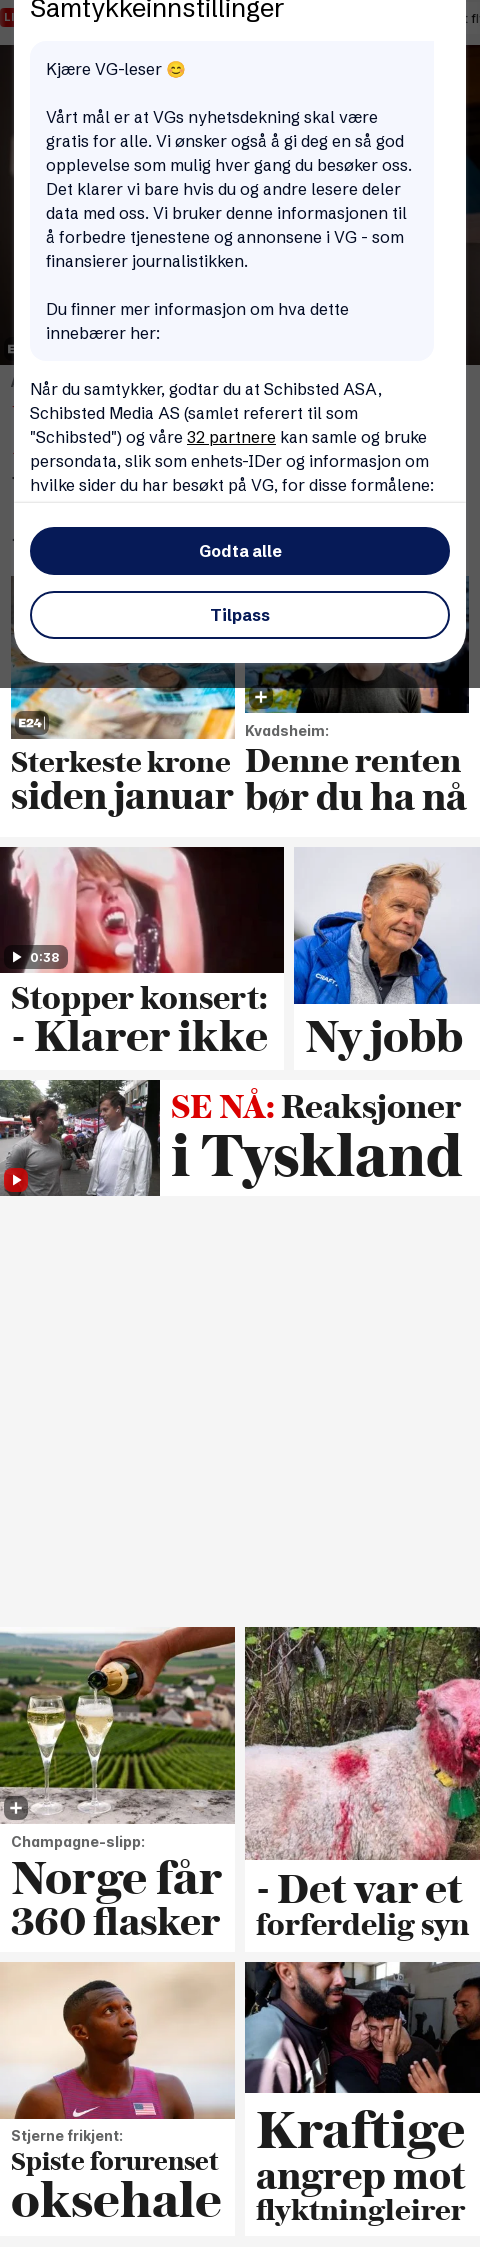 Samtykkeinnstillinger
Kjære VG-leser 😊
Vårt mål er at VGs nyhetsdekning skal være
gratis for alle. Vi ønsker også å gi deg en så god
opplevelse som mulig hver gang du besøker oss.
Det klarer vi bare hvis du og andre lesere deler
data med oss. Vi bruker denne informasjonen til
å forbedre tjenestene og annonsene i VG - som
finansierer journalistikken.
Du finner mer informasjon om hva dette
innebærer her:
Når du samtykker, godtar du at Schibsted ASA,
Schibsted Media AS (samlet referert til som
"Schibsted") og våre 32 partnere kan samle og bruke
persondata, slik som enhets-IDer og informasjon om
hvilke sider du har besøkt på VG, for disse formålene:
Godta alle
Tilpass
E24
Sterkeste krone
siden januar
Kvadsheim:
Denne renten
bør du ha nå
0:38
Stopper konsert:
- Klarer ikke
CRAFT
Ny jobb
SE NÅ: Reaksjoner
i Tyskland
Champagne-slipp:
Norge får
360 flasker
- Det var et
forferdelig syn
Stjerne frikjent:
Spiste forurenset
oksehale
Kraftige
angrep mot
flyktningleirer